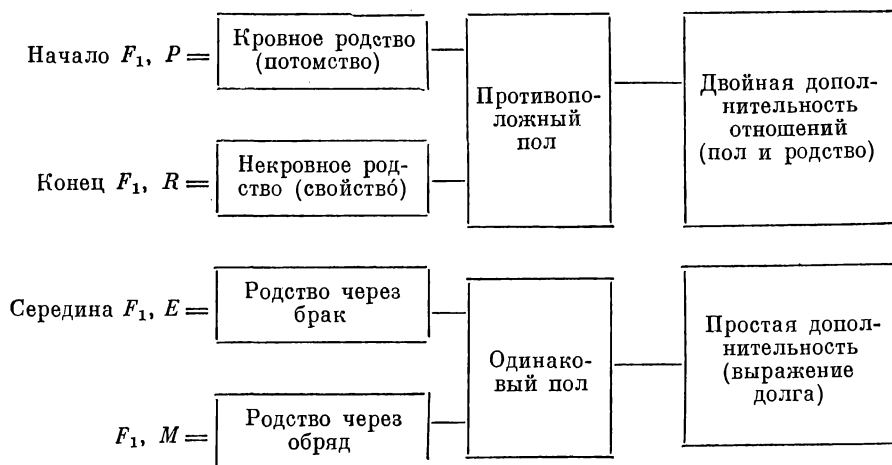 Начало F₁, P =
Кровное родство
(потомство)
Противопо-
ложный
пол
Двойная допол-
нительность
отношений
(пол и родство)
Конец F₁, R =
Некровное род-
ство (свойство́)
Середина F₁, E =
Родство через
брак
Одинако-
вый пол
Простая допол-
нительность
(выражение
долга)
F₁, M =
Родство через
обряд